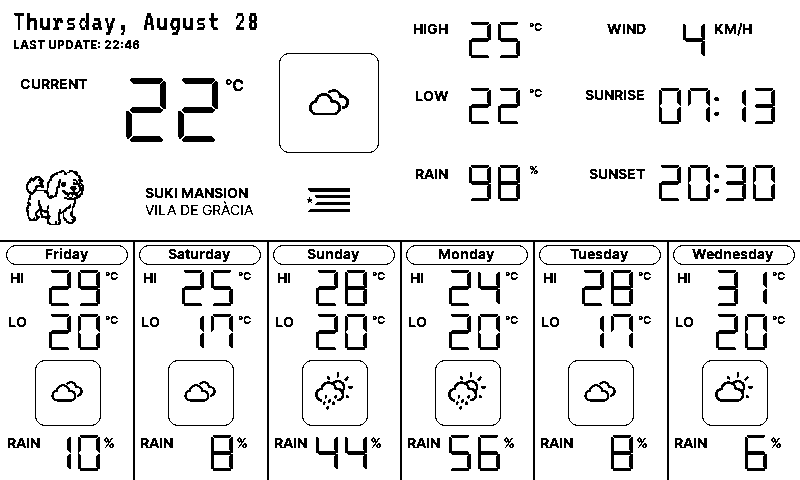 Thursday, August 28
LAST UPDATE: 22:46
CURRENT 22 °C
SUKI MANSION
VILA DE GRÀCIA
HIGH 25 °C
LOW 22 °C
RAIN 98 %
WIND 4 KM/H
SUNRISE 07:13
SUNSET 20:30
Friday
HI 29 °C
LO 20 °C
RAIN 10 %
Saturday
HI 25 °C
LO 17 °C
RAIN 8 %
Sunday
HI 28 °C
LO 20 °C
RAIN 44 %
Monday
HI 24 °C
LO 20 °C
RAIN 56 %
Tuesday
HI 28 °C
LO 17 °C
RAIN 8 %
Wednesday
HI 31 °C
LO 20 °C
RAIN 6 %